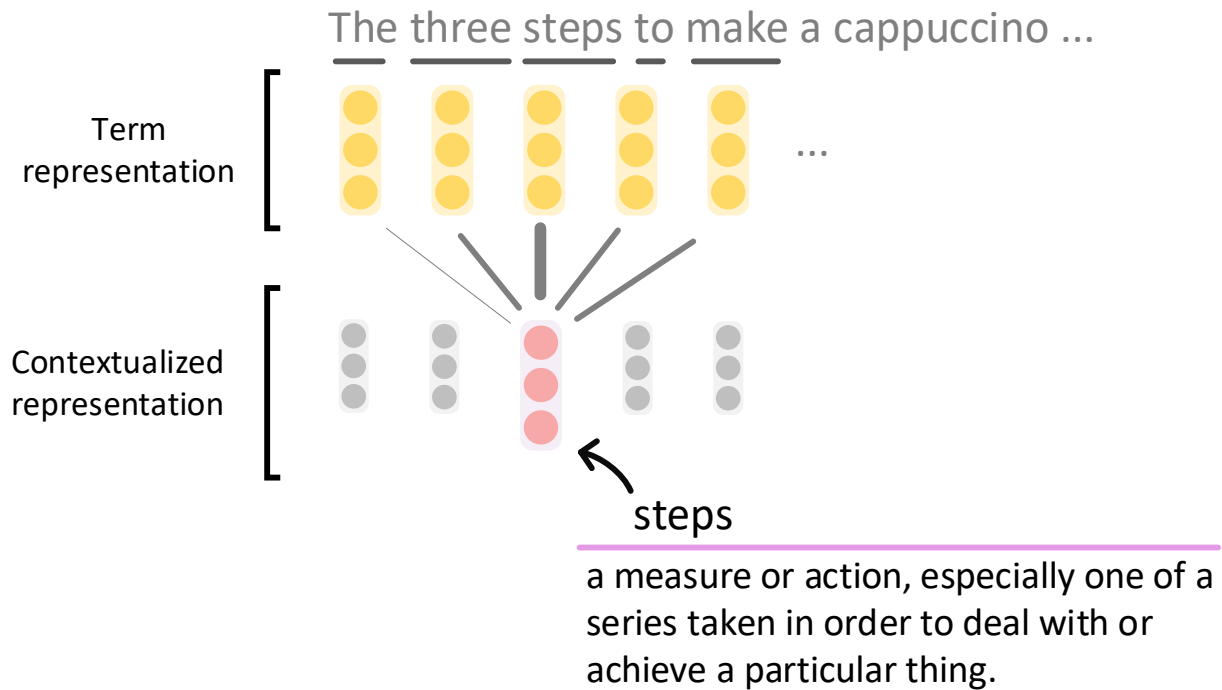 The three steps to make a cappuccino ...
Term
representation
...
Contextualized
representation
steps
a measure or action, especially one of a
series taken in order to deal with or
achieve a particular thing.